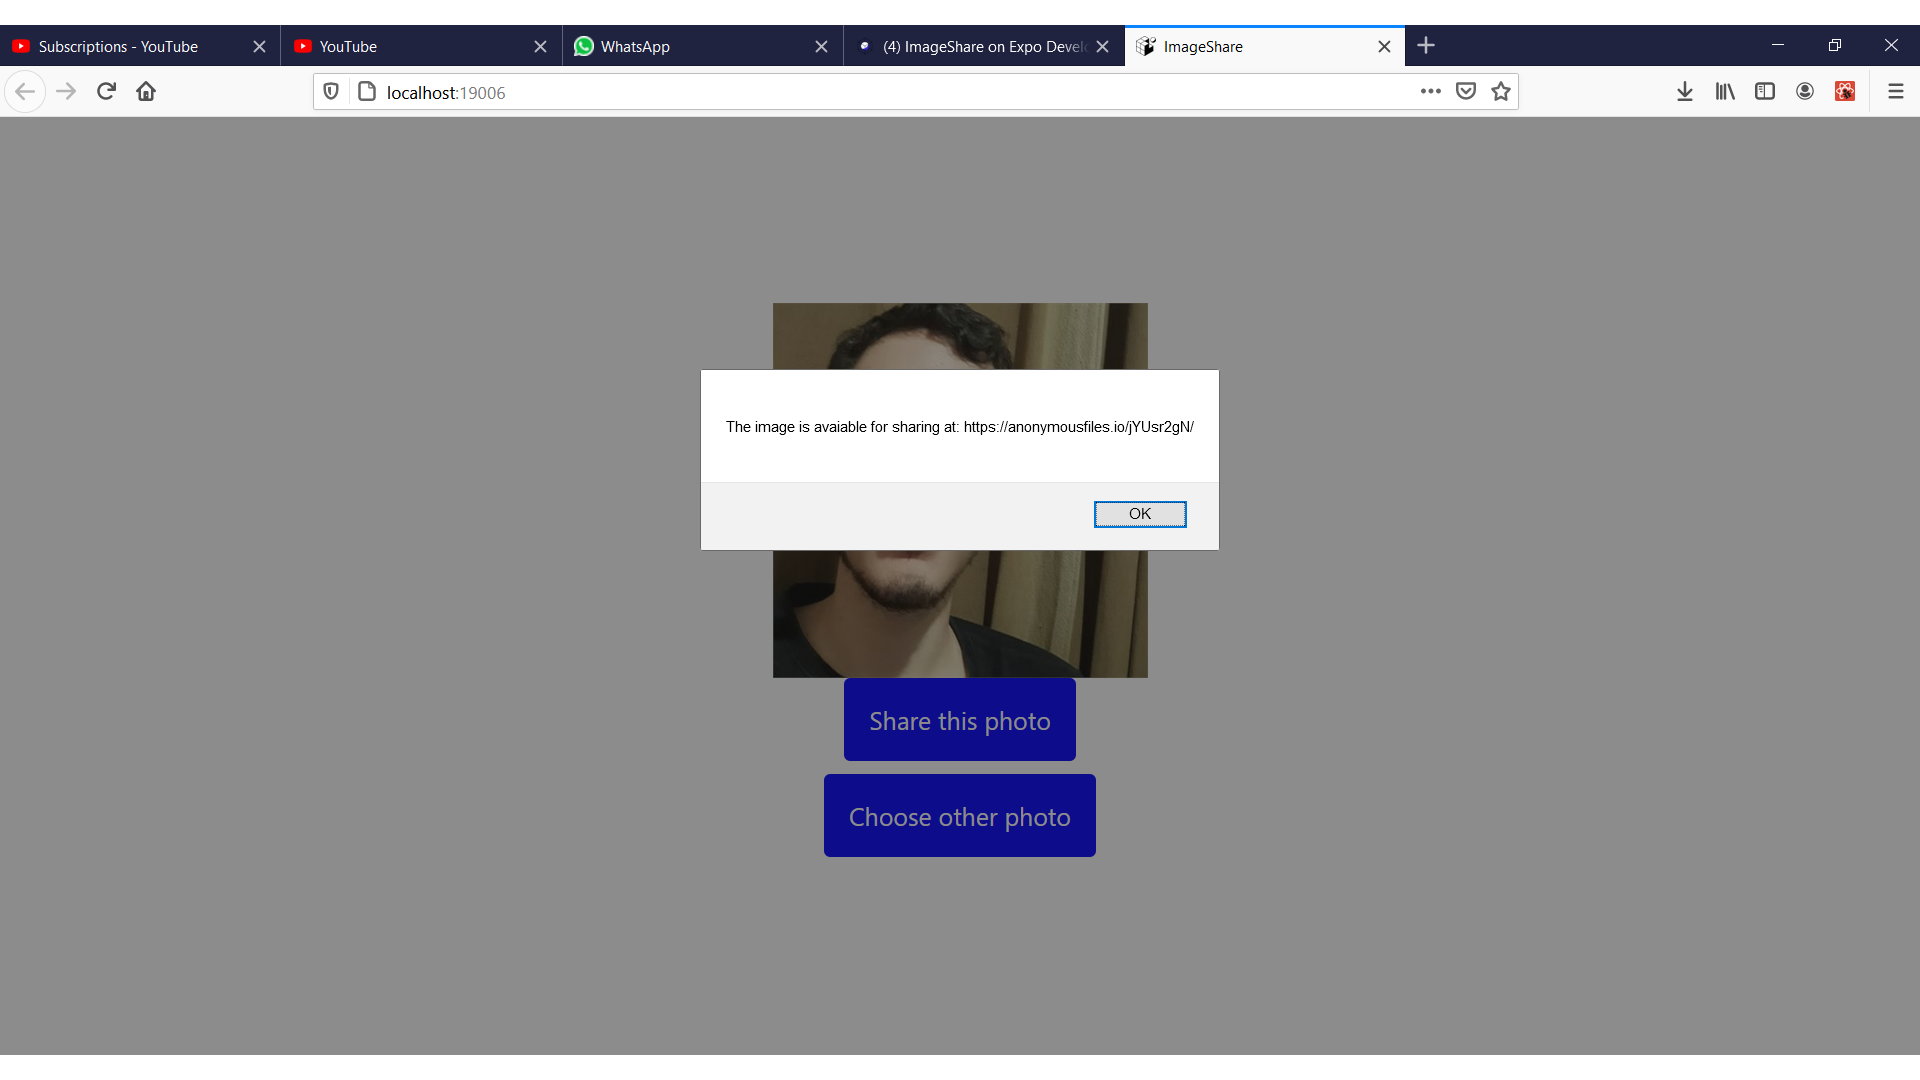 Subscriptions - YouTube
YouTube
WhatsApp
(4) ImageShare on Expo
ImageShare
localhost:19006
The image is avaiable for sharing at: https://anonymousfiles.io/jYUsr2gN/
OK
Share this photo
Choose other photo